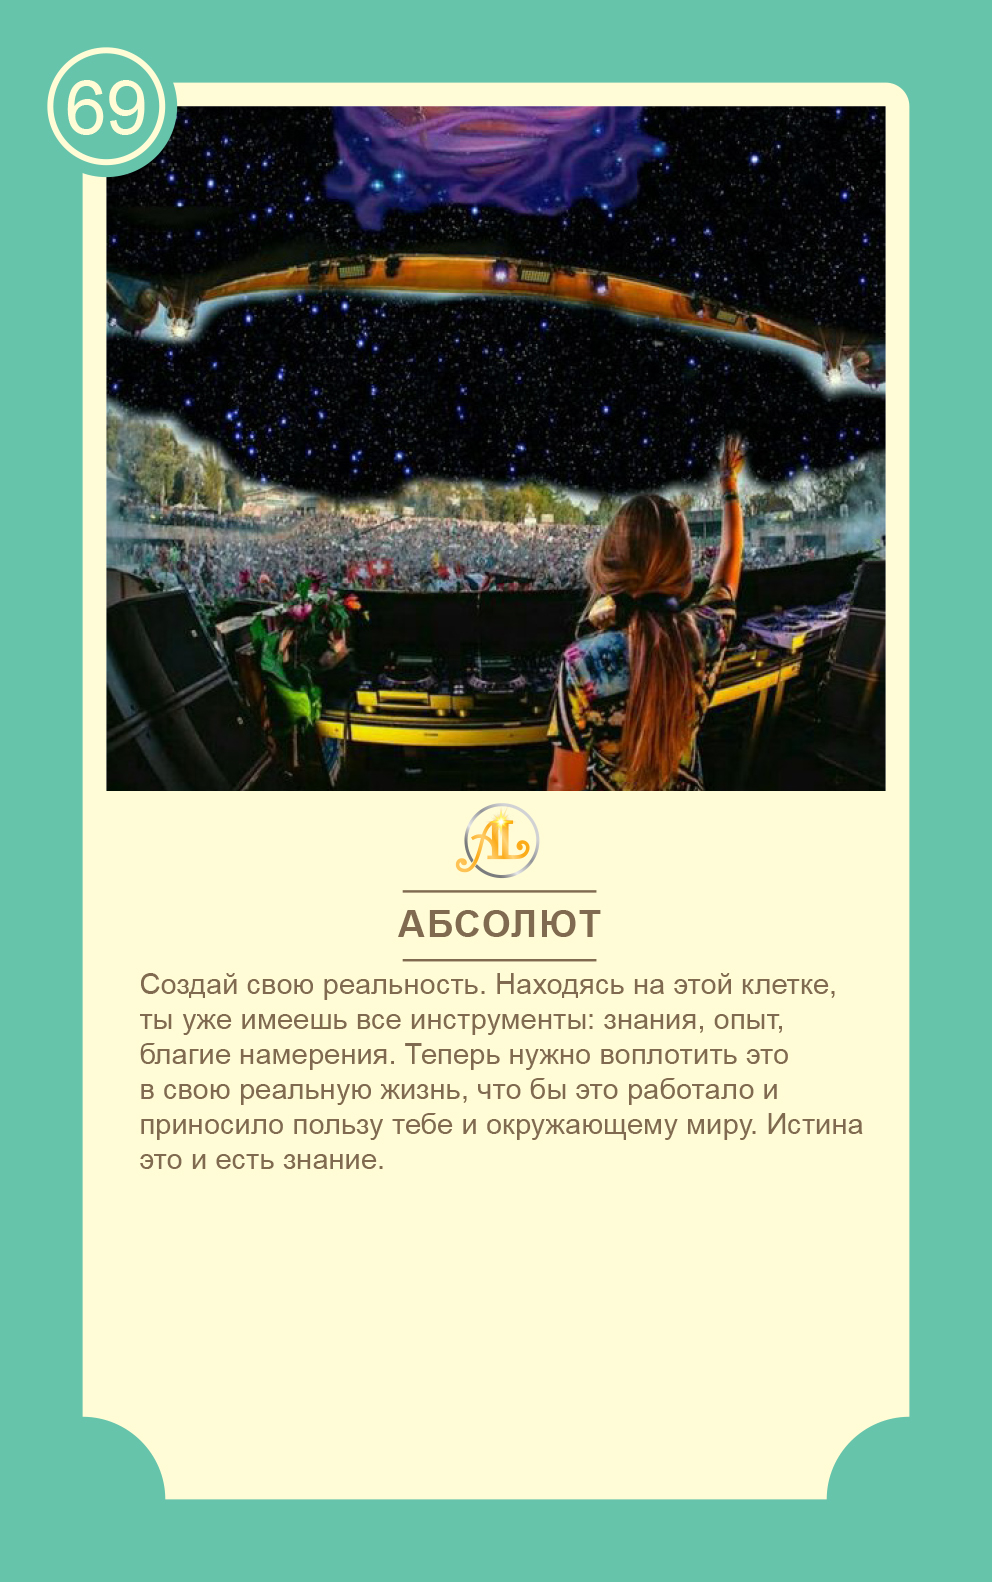 69
AL
АБСОЛЮТ
Создай свою реальность. Находясь на этой клетке,
ты уже имеешь все инструменты: знания, опыт,
благие намерения. Теперь нужно воплотить это
в свою реальную жизнь, что бы это работало и
приносило пользу тебе и окружающему миру. Истина
это и есть знание.